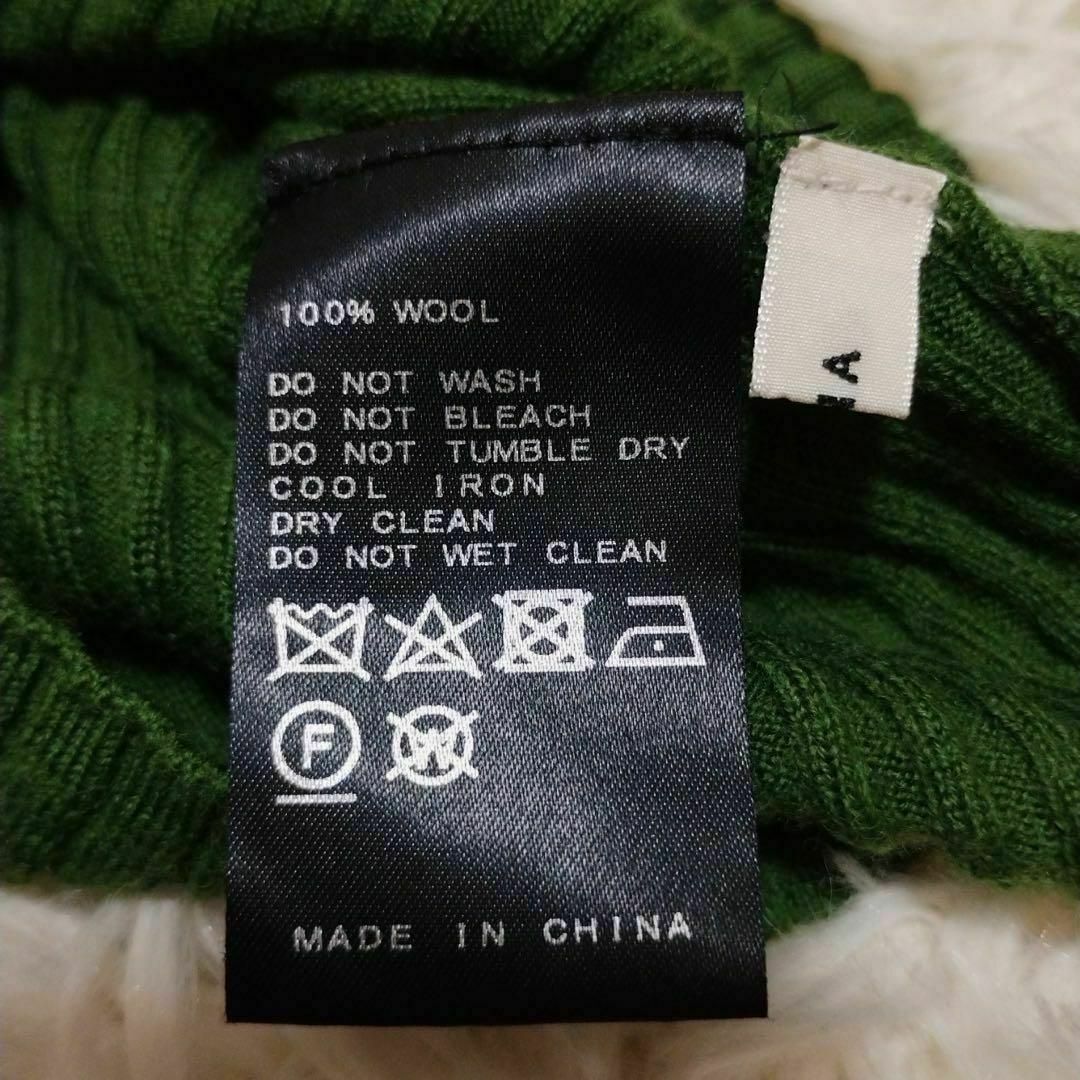 100% WOOL
DO NOT WASH
DO NOT BLEACH
DO NOT TUMBLE DRY
COOL IRON
DRY CLEAN
DO NOT WET CLEAN
F
W
MADE IN CHINA